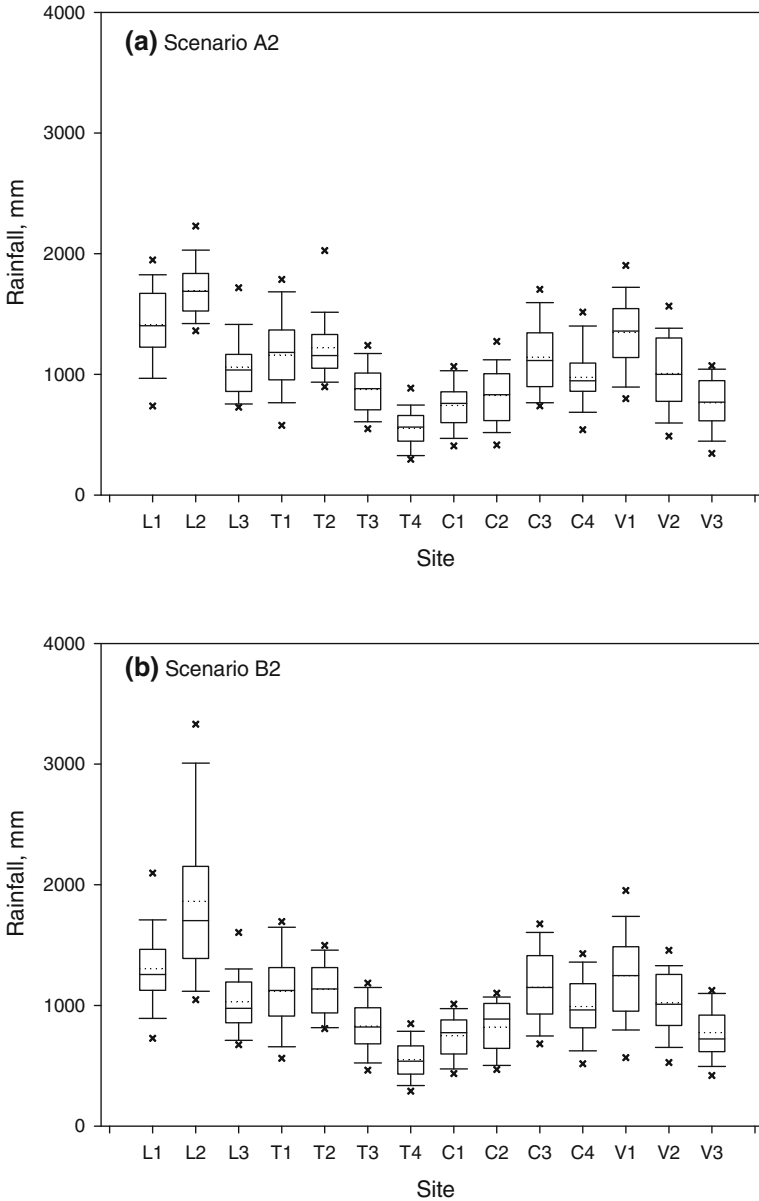 (a) Scenario A2
4000
3000
2000
1000
0
Rainfall, mm
L1 L2 L3 T1 T2 T3 T4 C1 C2 C3 C4 V1 V2 V3
Site
(b) Scenario B2
4000
3000
2000
1000
0
Rainfall, mm
L1 L2 L3 T1 T2 T3 T4 C1 C2 C3 C4 V1 V2 V3
Site